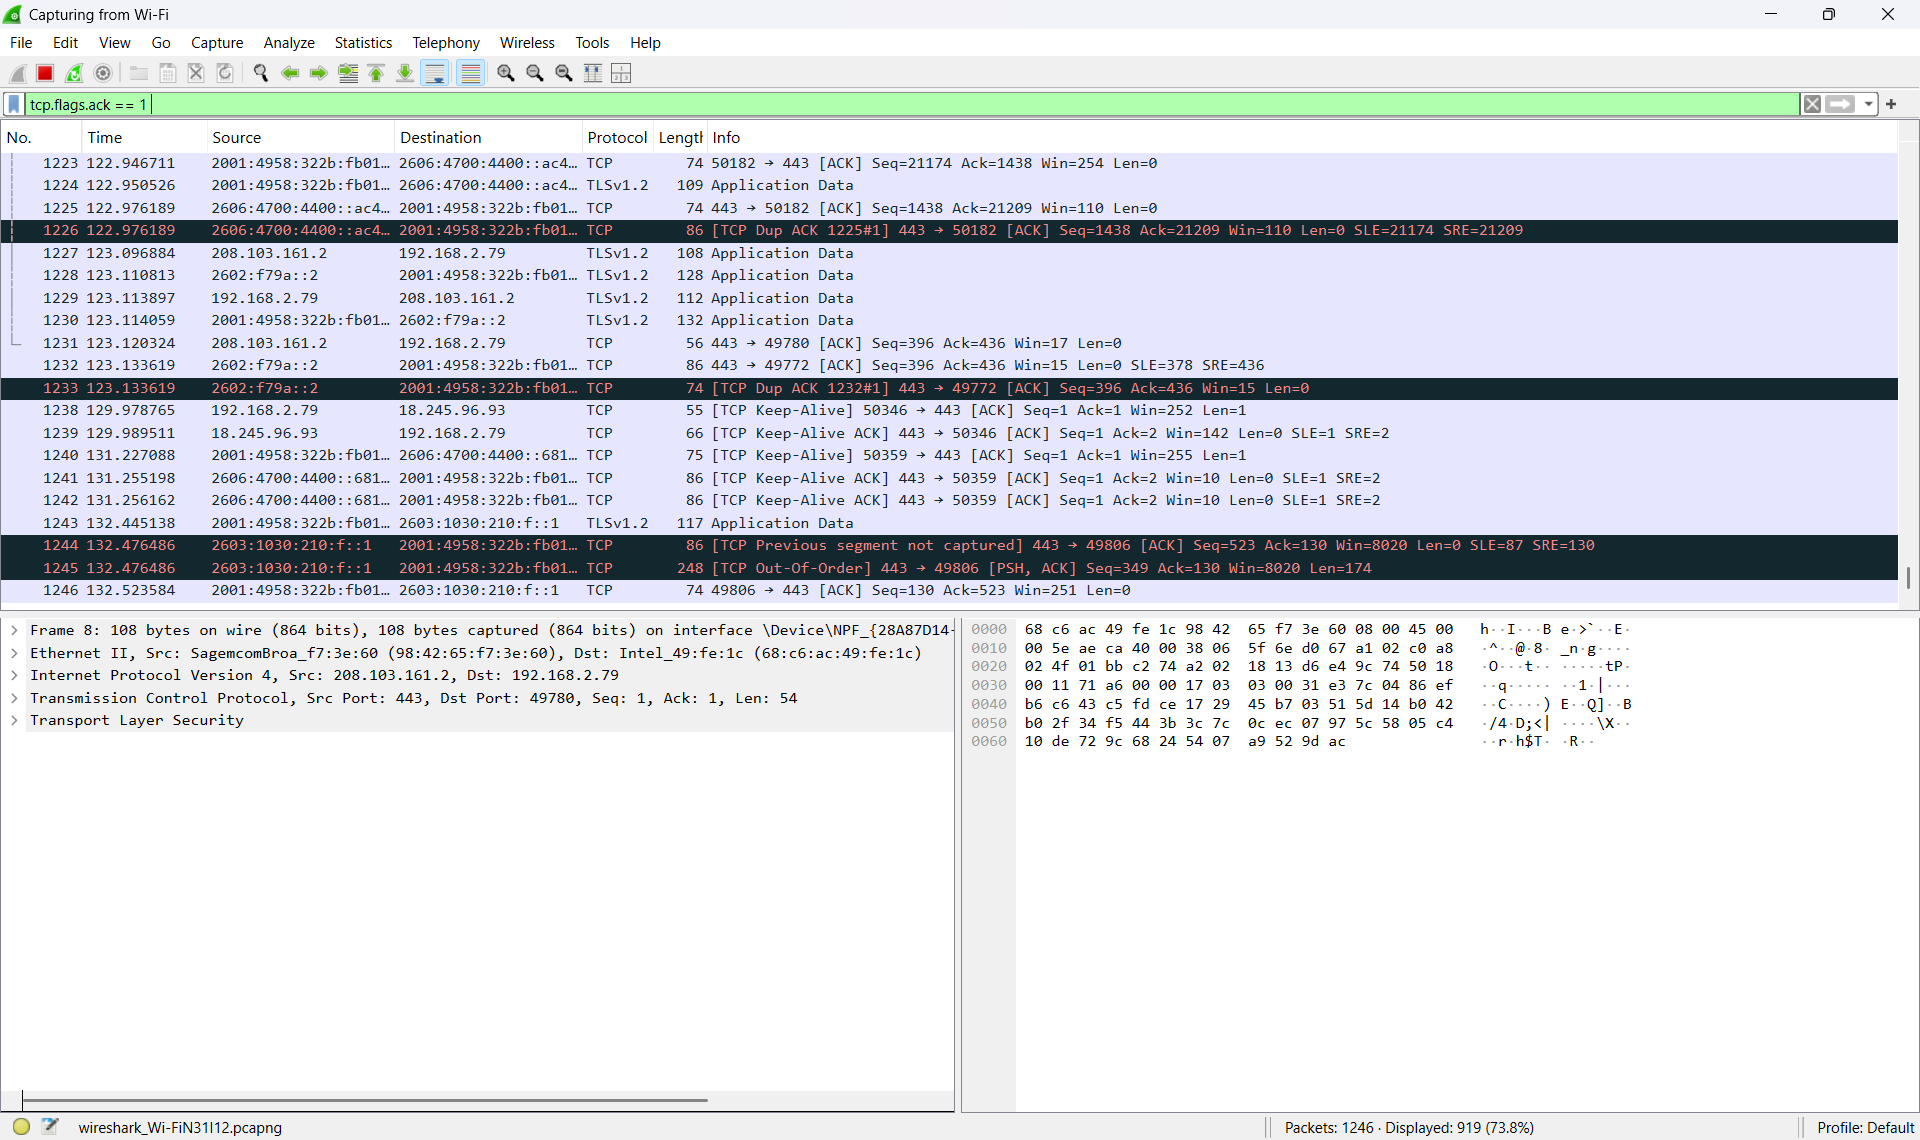 Capturing from Wi-Fi
File Edit View Go Capture Analyze Statistics Telephony Wireless Tools Help
tcp.flags.ack == 1
No. Time Source Destination Protocol Length Info
1223 122.946711 2001:4958:322b:fb01… 2606:4700:4400::ac4… TCP 74 50182 → 443 [ACK] Seq=21174 Ack=1438 Win=254 Len=0
1224 122.950526 2001:4958:322b:fb01… 2606:4700:4400::ac4… TLSv1.2 109 Application Data
1225 122.976189 2606:4700:4400::ac4… 2001:4958:322b:fb01… TCP 74 443 → 50182 [ACK] Seq=1438 Ack=21209 Win=110 Len=0
1226 122.976189 2606:4700:4400::ac4… 2001:4958:322b:fb01… TCP 86 [TCP Dup ACK 1225#1] 443 → 50182 [ACK] Seq=1438 Ack=21209 Win=110 Len=0 SLE=21174 SRE=21209
1227 123.096884 208.103.161.2 192.168.2.79 TLSv1.2 108 Application Data
1228 123.110813 2602:f79a::2 2001:4958:322b:fb01… TLSv1.2 128 Application Data
1229 123.113897 192.168.2.79 208.103.161.2 TLSv1.2 112 Application Data
1230 123.114059 2001:4958:322b:fb01… 2602:f79a::2 TLSv1.2 132 Application Data
1231 123.120324 208.103.161.2 192.168.2.79 TCP 56 443 → 49780 [ACK] Seq=396 Ack=436 Win=17 Len=0
1232 123.133619 2602:f79a::2 2001:4958:322b:fb01… TCP 86 443 → 49772 [ACK] Seq=396 Ack=436 Win=15 Len=0 SLE=378 SRE=436
1233 123.133619 2602:f79a::2 2001:4958:322b:fb01… TCP 74 [TCP Dup ACK 1232#1] 443 → 49772 [ACK] Seq=396 Ack=436 Win=15 Len=0
1238 129.978765 192.168.2.79 18.245.96.93 TCP 55 [TCP Keep-Alive] 50346 → 443 [ACK] Seq=1 Ack=1 Win=252 Len=1
1239 129.989511 18.245.96.93 192.168.2.79 TCP 66 [TCP Keep-Alive ACK] 443 → 50346 [ACK] Seq=1 Ack=2 Win=142 Len=0 SLE=1 SRE=2
1240 131.227088 2001:4958:322b:fb01… 2606:4700:4400::681… TCP 75 [TCP Keep-Alive] 50359 → 443 [ACK] Seq=1 Ack=1 Win=255 Len=1
1241 131.255198 2606:4700:4400::681… 2001:4958:322b:fb01… TCP 86 [TCP Keep-Alive ACK] 443 → 50359 [ACK] Seq=1 Ack=2 Win=10 Len=0 SLE=1 SRE=2
1242 131.256162 2606:4700:4400::681… 2001:4958:322b:fb01… TCP 86 [TCP Keep-Alive ACK] 443 → 50359 [ACK] Seq=1 Ack=2 Win=10 Len=0 SLE=1 SRE=2
1243 132.445138 2001:4958:322b:fb01… 2603:1030:210:f::1 TLSv1.2 117 Application Data
1244 132.476486 2603:1030:210:f::1 2001:4958:322b:fb01… TCP 86 [TCP Previous segment not captured] 443 → 49806 [ACK] Seq=523 Ack=130 Win=8020 Len=0 SLE=87 SRE=130
1245 132.476486 2603:1030:210:f::1 2001:4958:322b:fb01… TCP 248 [TCP Out-Of-Order] 443 → 49806 [PSH, ACK] Seq=349 Ack=130 Win=8020 Len=174
1246 132.523584 2001:4958:322b:fb01… 2603:1030:210:f::1 TCP 74 49806 → 443 [ACK] Seq=130 Ack=523 Win=251 Len=0
Frame 8: 108 bytes on wire (864 bits), 108 bytes captured (864 bits) on interface \Device\NPF_{28A87D14-
Ethernet II, Src: SagemcomBroa_f7:3e:60 (98:42:65:f7:3e:60), Dst: Intel_49:fe:1c (68:c6:ac:49:fe:1c)
Internet Protocol Version 4, Src: 208.103.161.2, Dst: 192.168.2.79
Transmission Control Protocol, Src Port: 443, Dst Port: 49780, Seq: 1, Ack: 1, Len: 54
Transport Layer Security
0000 68 c6 ac 49 fe 1c 98 42 65 f7 3e 60 08 00 45 00 h··I···B e·>`··E·
0010 00 5e ae ca 40 00 38 06 5f 6e d0 67 a1 02 c0 a8 ·^··@·8· _n·g····
0020 02 4f 01 bb c2 74 a2 02 18 13 d6 e4 9c 74 50 18 ·O···t·· ·····tP·
0030 00 11 71 a6 00 00 17 03 03 00 31 e3 7c 04 86 ef ··q····· ··1·|···
0040 b6 c6 43 c5 fd ce 17 29 45 b7 03 51 5d 14 b0 42 ··C····) E··Q]··B
0050 b0 2f 34 f5 44 3b 3c 7c 0c ec 07 97 5c 58 05 c4 ·/4·D;<| ····\X··
0060 10 de 72 9c 68 24 54 07 a9 52 9d ac ··r·h$T· ·R··
wireshark_Wi-FiN31I12.pcapng
Packets: 1246 · Displayed: 919 (73.8%)
Profile: Default